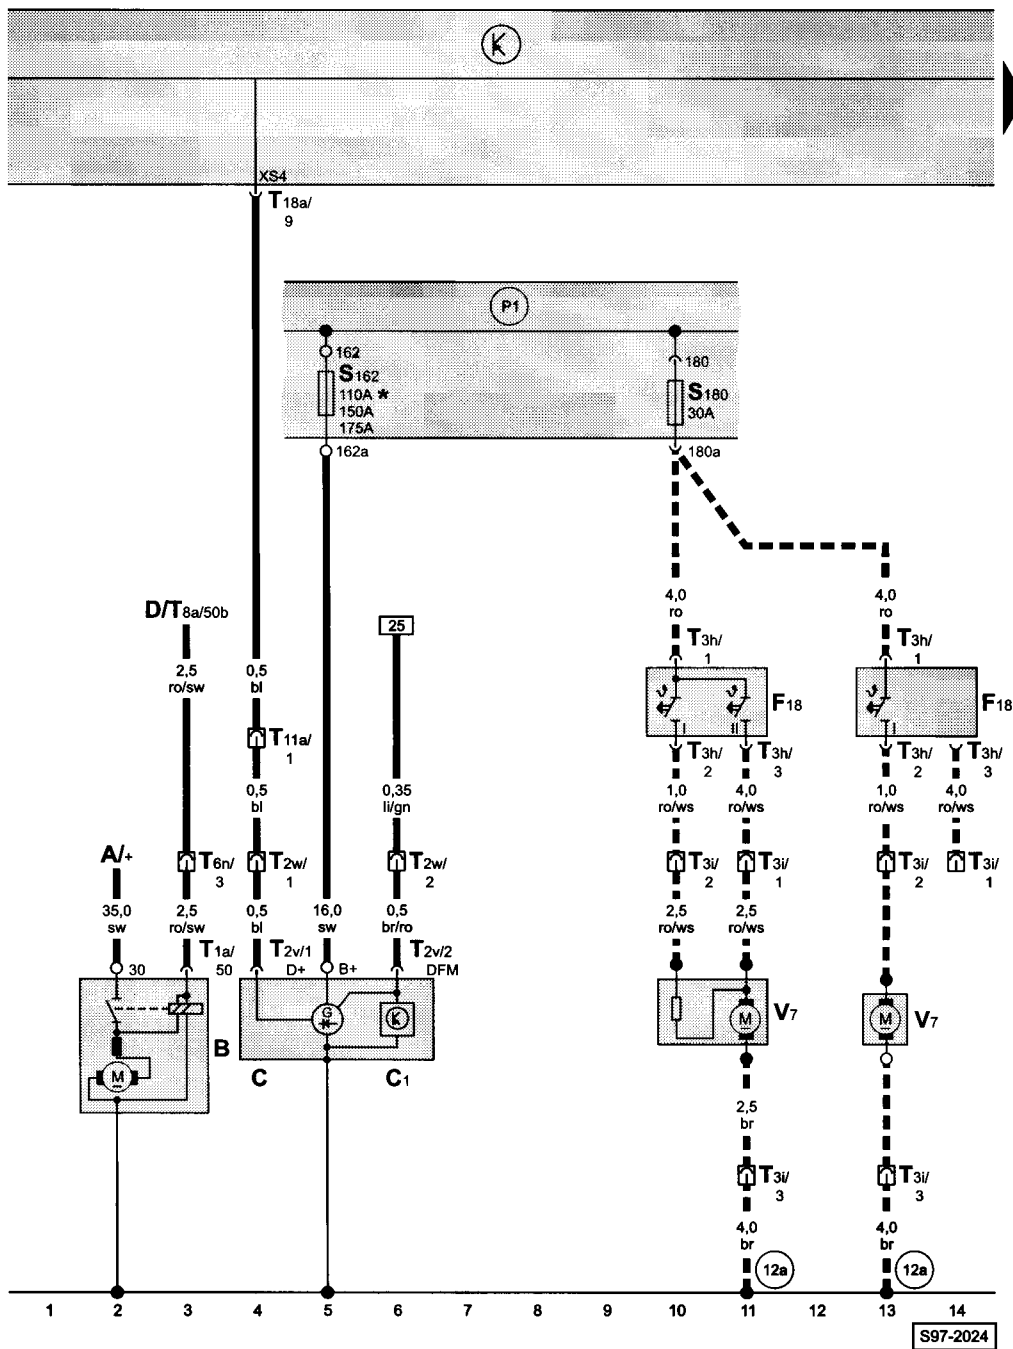 XS4
T18a/
9
P1
162
S162
110A *
150A
175A
162a
180
S180
30A
180a
4,0
ro
4,0
ro
D/T8a/50b
25
T3h/
1
T3h/
1
2,5
ro/sw
0,5
bl
F18
F18
I
II
I
T11a/
1
T3h/
2
T3h/
3
T3h/
2
T3h/
3
0,5
bl
0,35
li/gn
1,0
ro/ws
4,0
ro/ws
1,0
ro/ws
4,0
ro/ws
A/+
T6n/
3
T2w/
1
T2w/
2
T3i/
2
T3i/
1
T3i/
2
T3i/
1
35,0
sw
2,5
ro/sw
0,5
bl
16,0
sw
0,5
br/ro
2,5
ro/ws
2,5
ro/ws
30
T1a/
50
T2v/1
D+
B+
T2v/2
DFM
G
M
B
C
C1
M
V7
M
V7
2,5
br
T3i/
3
T3i/
3
4,0
br
4,0
br
12a
12a
1 2 3 4 5 6 7 8 9 10 11 12 13 14
S97-2024